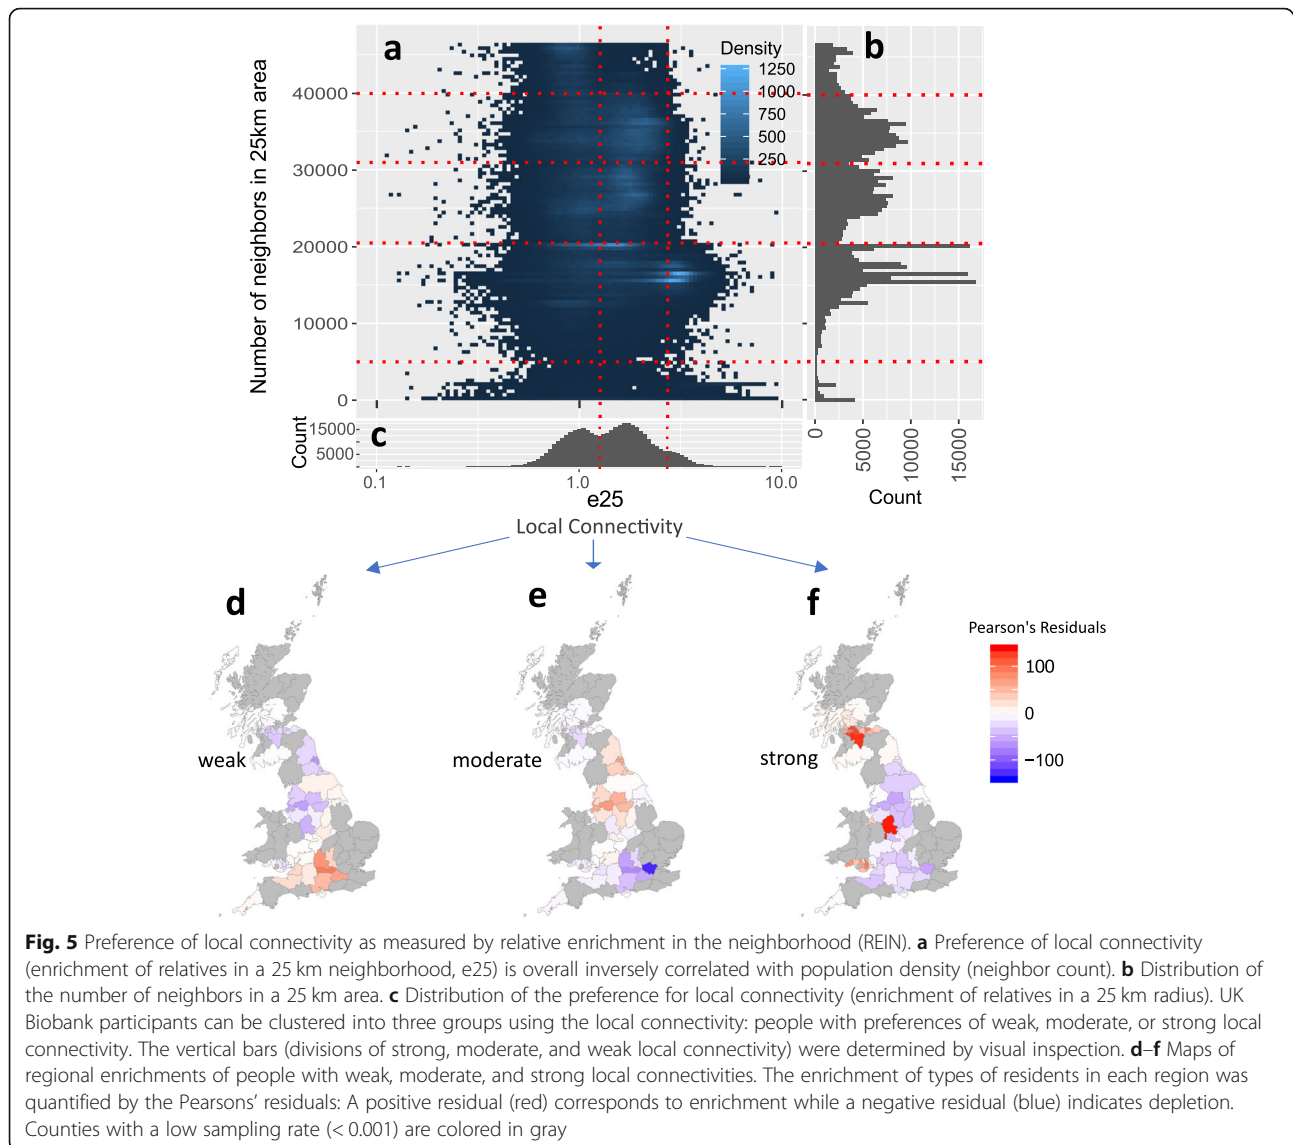 a
b
Density
1250
1000
750
500
250
Number of neighbors in 25km area
40000
30000
20000
10000
0
c
Count
15000
5000
0.1
1.0
10.0
e25
0
50000
10000
15000
Count
Local Connectivity
d
e
f
weak
moderate
strong
Pearson's Residuals
100
0
−100
Fig. 5 Preference of local connectivity as measured by relative enrichment in the neighborhood (REIN). a Preference of local connectivity
(enrichment of relatives in a 25 km neighborhood, e25) is overall inversely correlated with population density (neighbor count). b Distribution of
the number of neighbors in a 25 km area. c Distribution of the preference for local connectivity (enrichment of relatives in a 25 km radius). UK
Biobank participants can be clustered into three groups using the local connectivity: people with preferences of weak, moderate, or strong local
connectivity. The vertical bars (divisions of strong, moderate, and weak local connectivity) were determined by visual inspection. d–f Maps of
regional enrichments of people with weak, moderate, and strong local connectivities. The enrichment of types of residents in each region was
quantified by the Pearsons' residuals: A positive residual (red) corresponds to enrichment while a negative residual (blue) indicates depletion.
Counties with a low sampling rate (< 0.001) are colored in gray